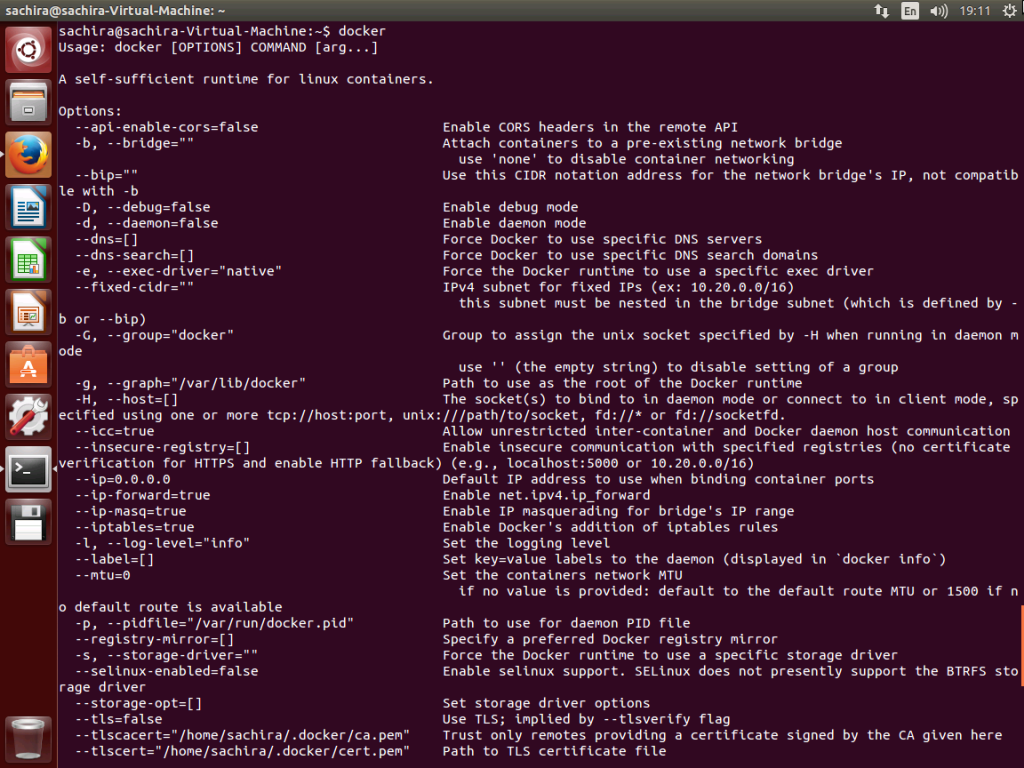 sachira@sachira-Virtual-Machine: ~
En
19:11
sachira@sachira-Virtual-Machine:~$ docker
Usage: docker [OPTIONS] COMMAND [arg...]
A self-sufficient runtime for linux containers.
Options:
--api-enable-cors=false Enable CORS headers in the remote API
-b, --bridge="" Attach containers to a pre-existing network bridge
use 'none' to disable container networking
--bip="" Use this CIDR notation address for the network bridge's IP, not compatib
le with -b
-D, --debug=false Enable debug mode
-d, --daemon=false Enable daemon mode
--dns=[] Force Docker to use specific DNS servers
--dns-search=[] Force Docker to use specific DNS search domains
-e, --exec-driver="native" Force the Docker runtime to use a specific exec driver
--fixed-cidr="" IPv4 subnet for fixed IPs (ex: 10.20.0.0/16)
this subnet must be nested in the bridge subnet (which is defined by -
b or --bip)
-G, --group="docker" Group to assign the unix socket specified by -H when running in daemon m
ode
use '' (the empty string) to disable setting of a group
-g, --graph="/var/lib/docker" Path to use as the root of the Docker runtime
-H, --host=[] The socket(s) to bind to in daemon mode or connect to in client mode, sp
ecified using one or more tcp://host:port, unix:///path/to/socket, fd://* or fd://socketfd.
--icc=true Allow unrestricted inter-container and Docker daemon host communication
--insecure-registry=[] Enable insecure communication with specified registries (no certificate
verification for HTTPS and enable HTTP fallback) (e.g., localhost:5000 or 10.20.0.0/16)
--ip=0.0.0.0 Default IP address to use when binding container ports
--ip-forward=true Enable net.ipv4.ip_forward
--ip-masq=true Enable IP masquerading for bridge's IP range
--iptables=true Enable Docker's addition of iptables rules
-l, --log-level="info" Set the logging level
--label=[] Set key=value labels to the daemon (displayed in `docker info`)
--mtu=0 Set the containers network MTU
if no value is provided: default to the default route MTU or 1500 if n
o default route is available
-p, --pidfile="/var/run/docker.pid" Path to use for daemon PID file
--registry-mirror=[] Specify a preferred Docker registry mirror
-s, --storage-driver="" Force the Docker runtime to use a specific storage driver
--selinux-enabled=false Enable selinux support. SELinux does not presently support the BTRFS sto
rage driver
--storage-opt=[] Set storage driver options
--tls=false Use TLS; implied by --tlsverify flag
--tlscacert="/home/sachira/.docker/ca.pem" Trust only remotes providing a certificate signed by the CA given here
--tlscert="/home/sachira/.docker/cert.pem" Path to TLS certificate file